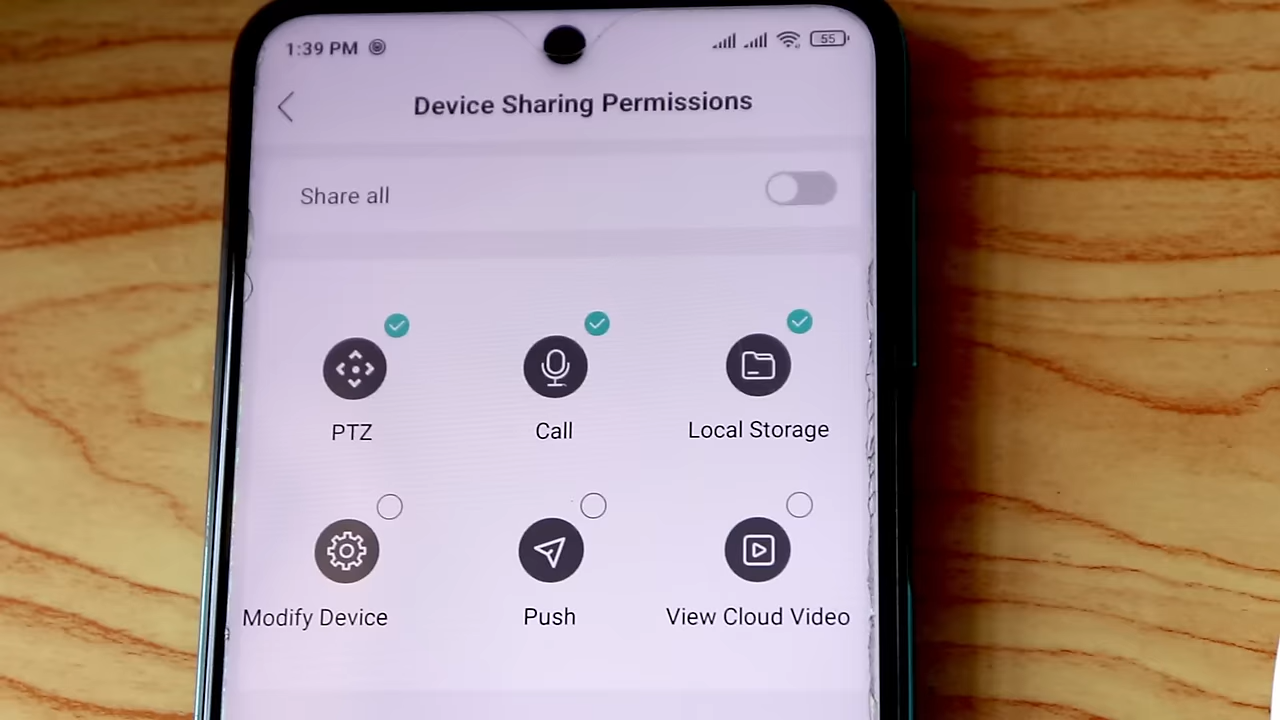 1:39 PM
55
Device Sharing Permissions
Share all
PTZ
Call
Local Storage
Modify Device
Push
View Cloud Video